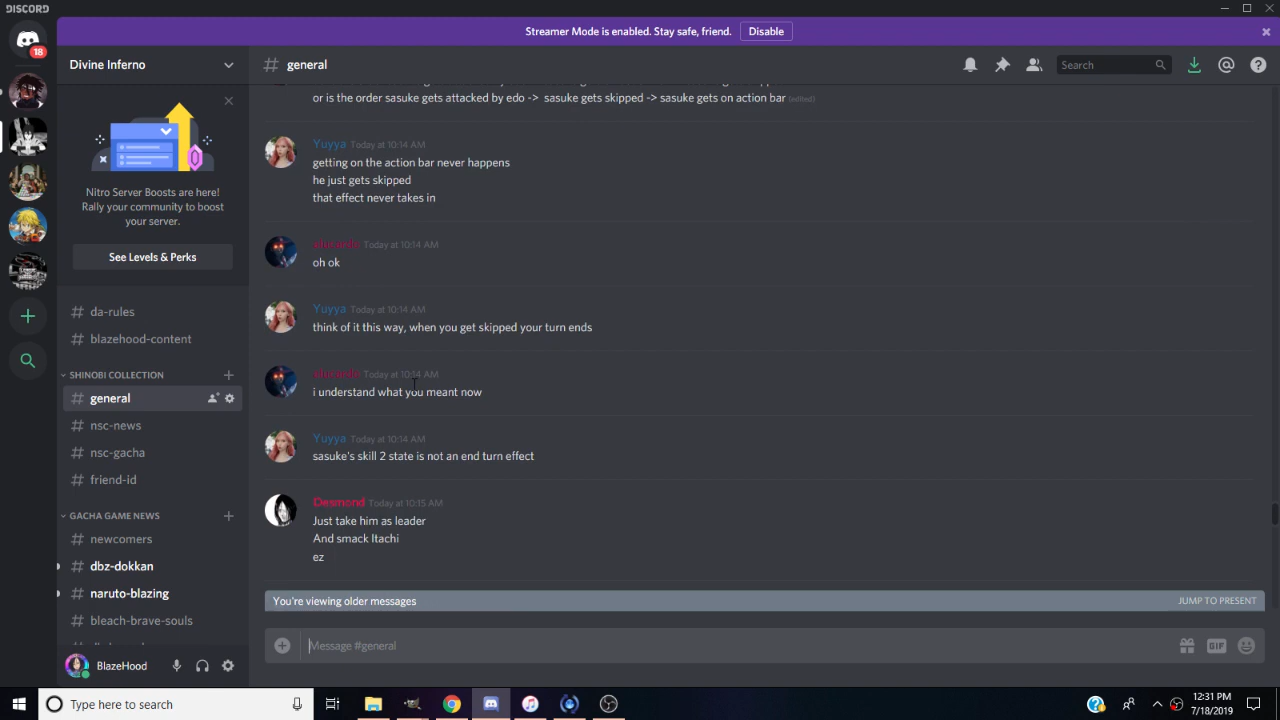 DISCORD
Streamer Mode is enabled. Stay safe, friend.
Disable
18
Divine Inferno
general
Search
Nitro Server Boosts are here!
Rally your community to boost
your server.
See Levels & Perks
da-rules
blazehood-content
SHINOBI COLLECTION
general
nsc-news
nsc-gacha
friend-id
GACHA GAME NEWS
newcomers
dbz-dokkan
naruto-blazing
bleach-brave-souls
BlazeHood
or is the order sasuke gets attacked by edo -> sasuke gets skipped -> sasuke gets on action bar (edited)
Yuyya Today at 10:14 AM
getting on the action bar never happens
he just gets skipped
that effect never takes in
Today at 10:14 AM
oh ok
Yuyya Today at 10:14 AM
think of it this way, when you get skipped your turn ends
Today at 10:14 AM
i understand what you meant now
Yuyya Today at 10:14 AM
sasuke's skill 2 state is not an end turn effect
Desmond Today at 10:15 AM
Just take him as leader
And smack Itachi
ez
You're viewing older messages
JUMP TO PRESENT
Message #general
GIF
Type here to search
12:31 PM
7/18/2019